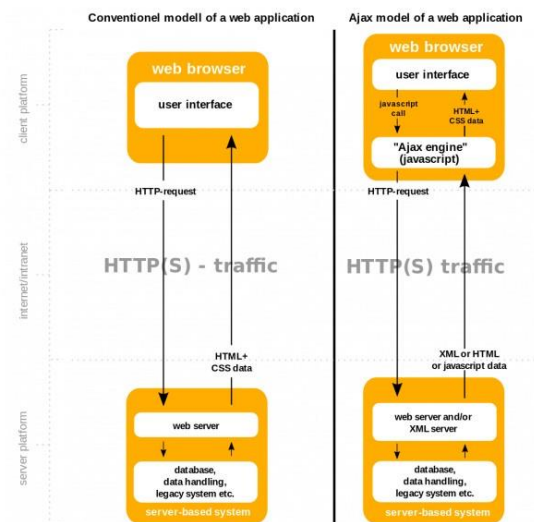 Conventionel modell of a web application
Ajax model of a web application
client platform
internet/intranet
server platform
web browser
user interface
HTTP-request
HTTP(S) - traffic
HTML+
CSS data
web server
database,
data handling,
legacy system etc.
server-based system
web browser
user interface
javascript
call
HTML+
CSS data
"Ajax engine"
(javascript)
HTTP-request
HTTP(S) traffic
XML or HTML
or javascript data
web server and/or
XML server
database,
data handling,
legacy system etc.
server-based system